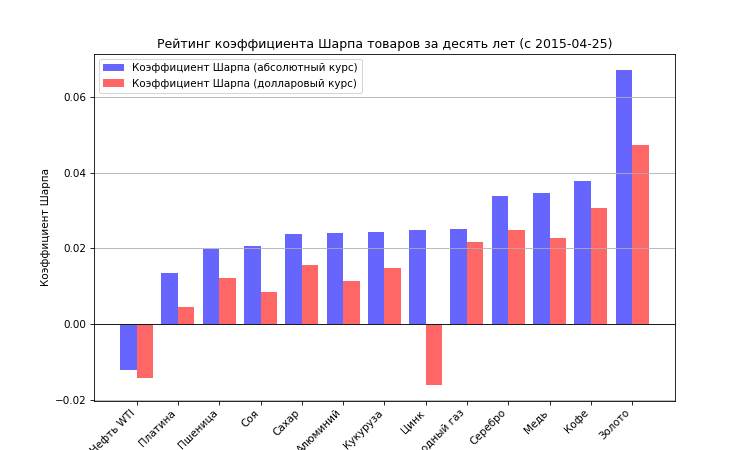 Рейтинг коэффициента Шарпа товаров за десять лет (с 2015-04-25)
Коэффициент Шарпа (абсолютный курс)
Коэффициент Шарпа (долларовый курс)
Коэффициент Шарпа
0.06
0.04
0.02
0.00
−0.02
Нефть WTI
Платина
Пшеница
Соя
Сахар
Алюминий
Кукуруза
Цинк
газ
Серебро
Медь
Кофе
Золото